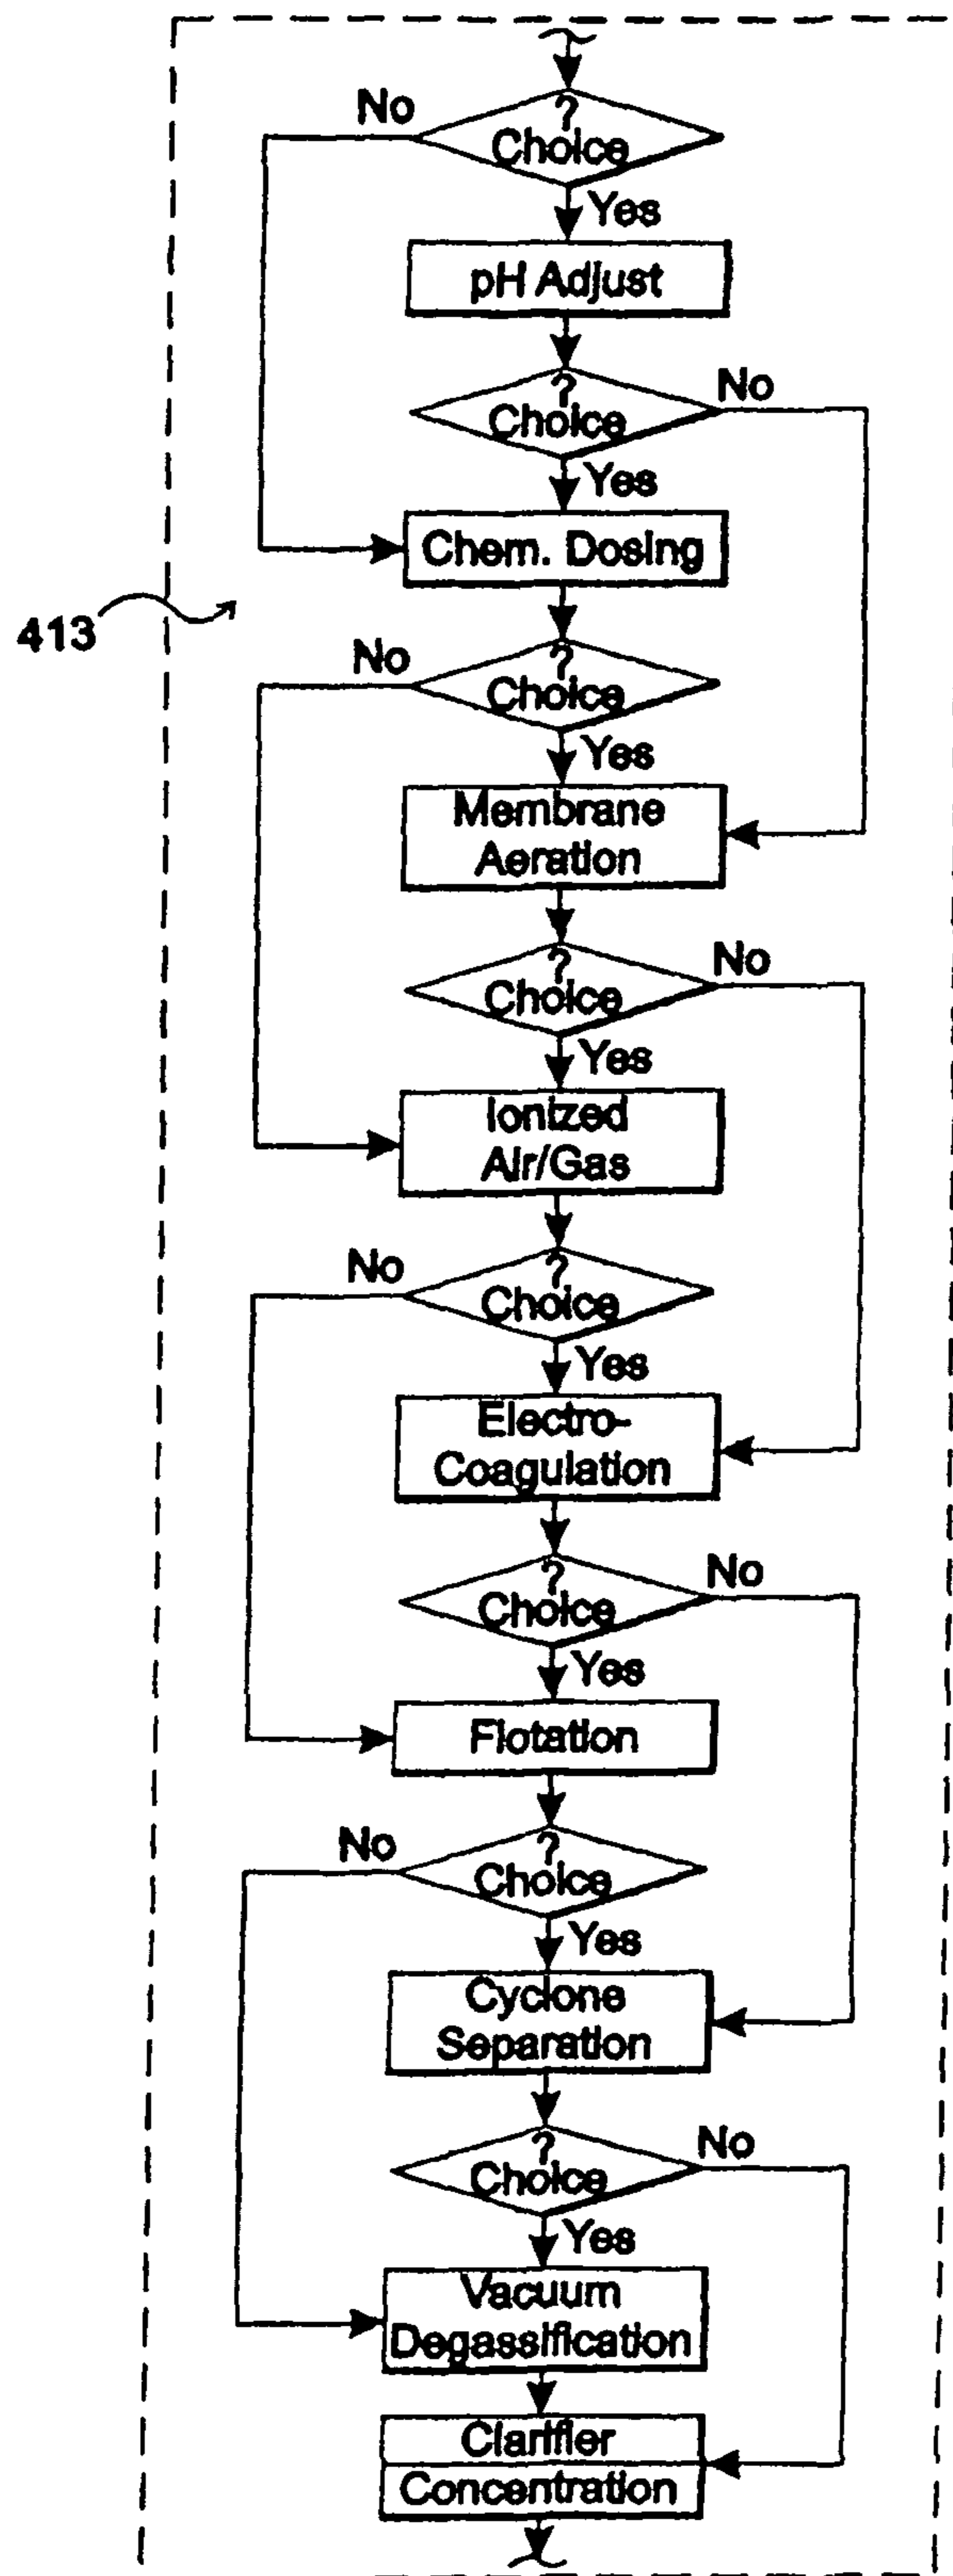 ?
No
Choice
Yes
pH Adjust
?
No
Choice
Yes
Chem. Dosing
413
?
No
Choice
Yes
Membrane
Aeration
?
No
Choice
Yes
Ionized
Air/Gas
?
No
Choice
Yes
Electro-
Coagulation
?
No
Choice
Yes
Flotation
?
No
Choice
Yes
Cyclone
Separation
?
No
Choice
Yes
Vacuum
Degassification
Clarifier
Concentration